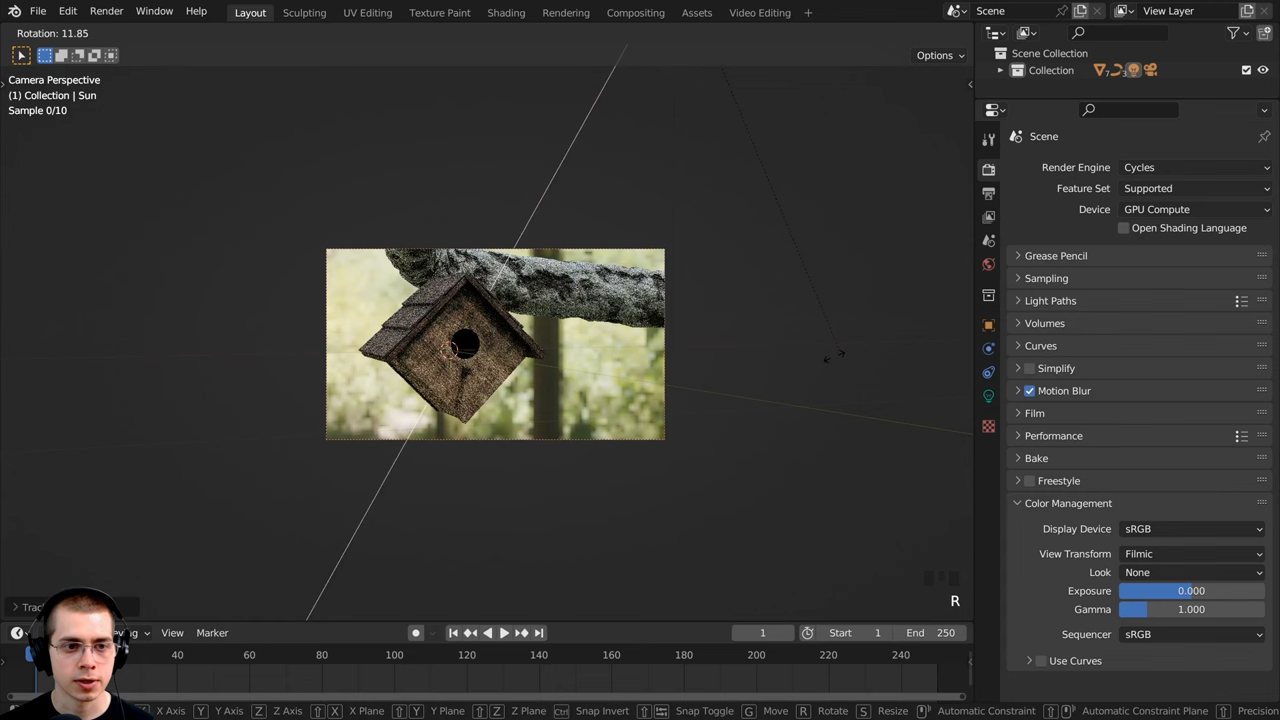 File Edit Render Window Help Layout Sculpting UV Editing Texture Paint Shading Rendering Compositing Assets Video Editing Scene View Layer
Rotation: 11.85
Options
Camera Perspective
(1) Collection | Sun
Sample 0/10
Scene Collection
Collection
Scene
Render Engine Cycles
Feature Set Supported
Device GPU Compute
Open Shading Language
Grease Pencil
Sampling
Light Paths
Volumes
Curves
Simplify
Motion Blur
Film
Performance
Bake
Freestyle
Color Management
Display Device sRGB
View Transform Filmic
Look None
Exposure 0.000
Gamma 1.000
Sequencer sRGB
Use Curves
R
View Marker 1 Start 1 End 250
40 60 80 100 120 140 160 180 200 220 240
X Axis Y Y Axis Z Z Axis X X Plane Y Y Plane Z Z Plane Ctrl Snap Invert Snap Toggle G Move R Rotate S Resize Automatic Constraint Automatic Constraint Plane Precision